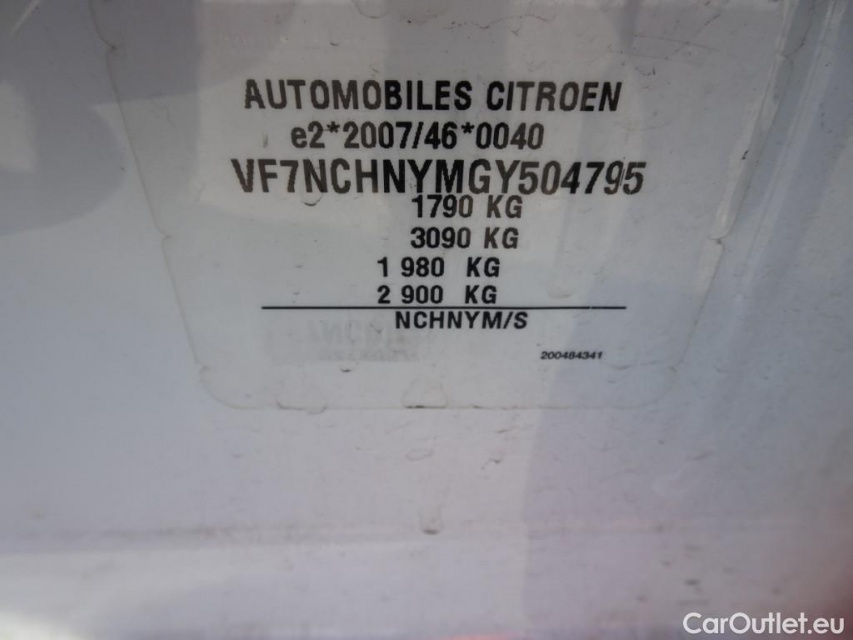 AUTOMOBILES CITROEN
e2*2007/46*0040
VF7NCHNYMGY504795
1790 KG
3090 KG
1 980 KG
2 900 KG
NCHNYM/S
200484341
CarOutlet.eu